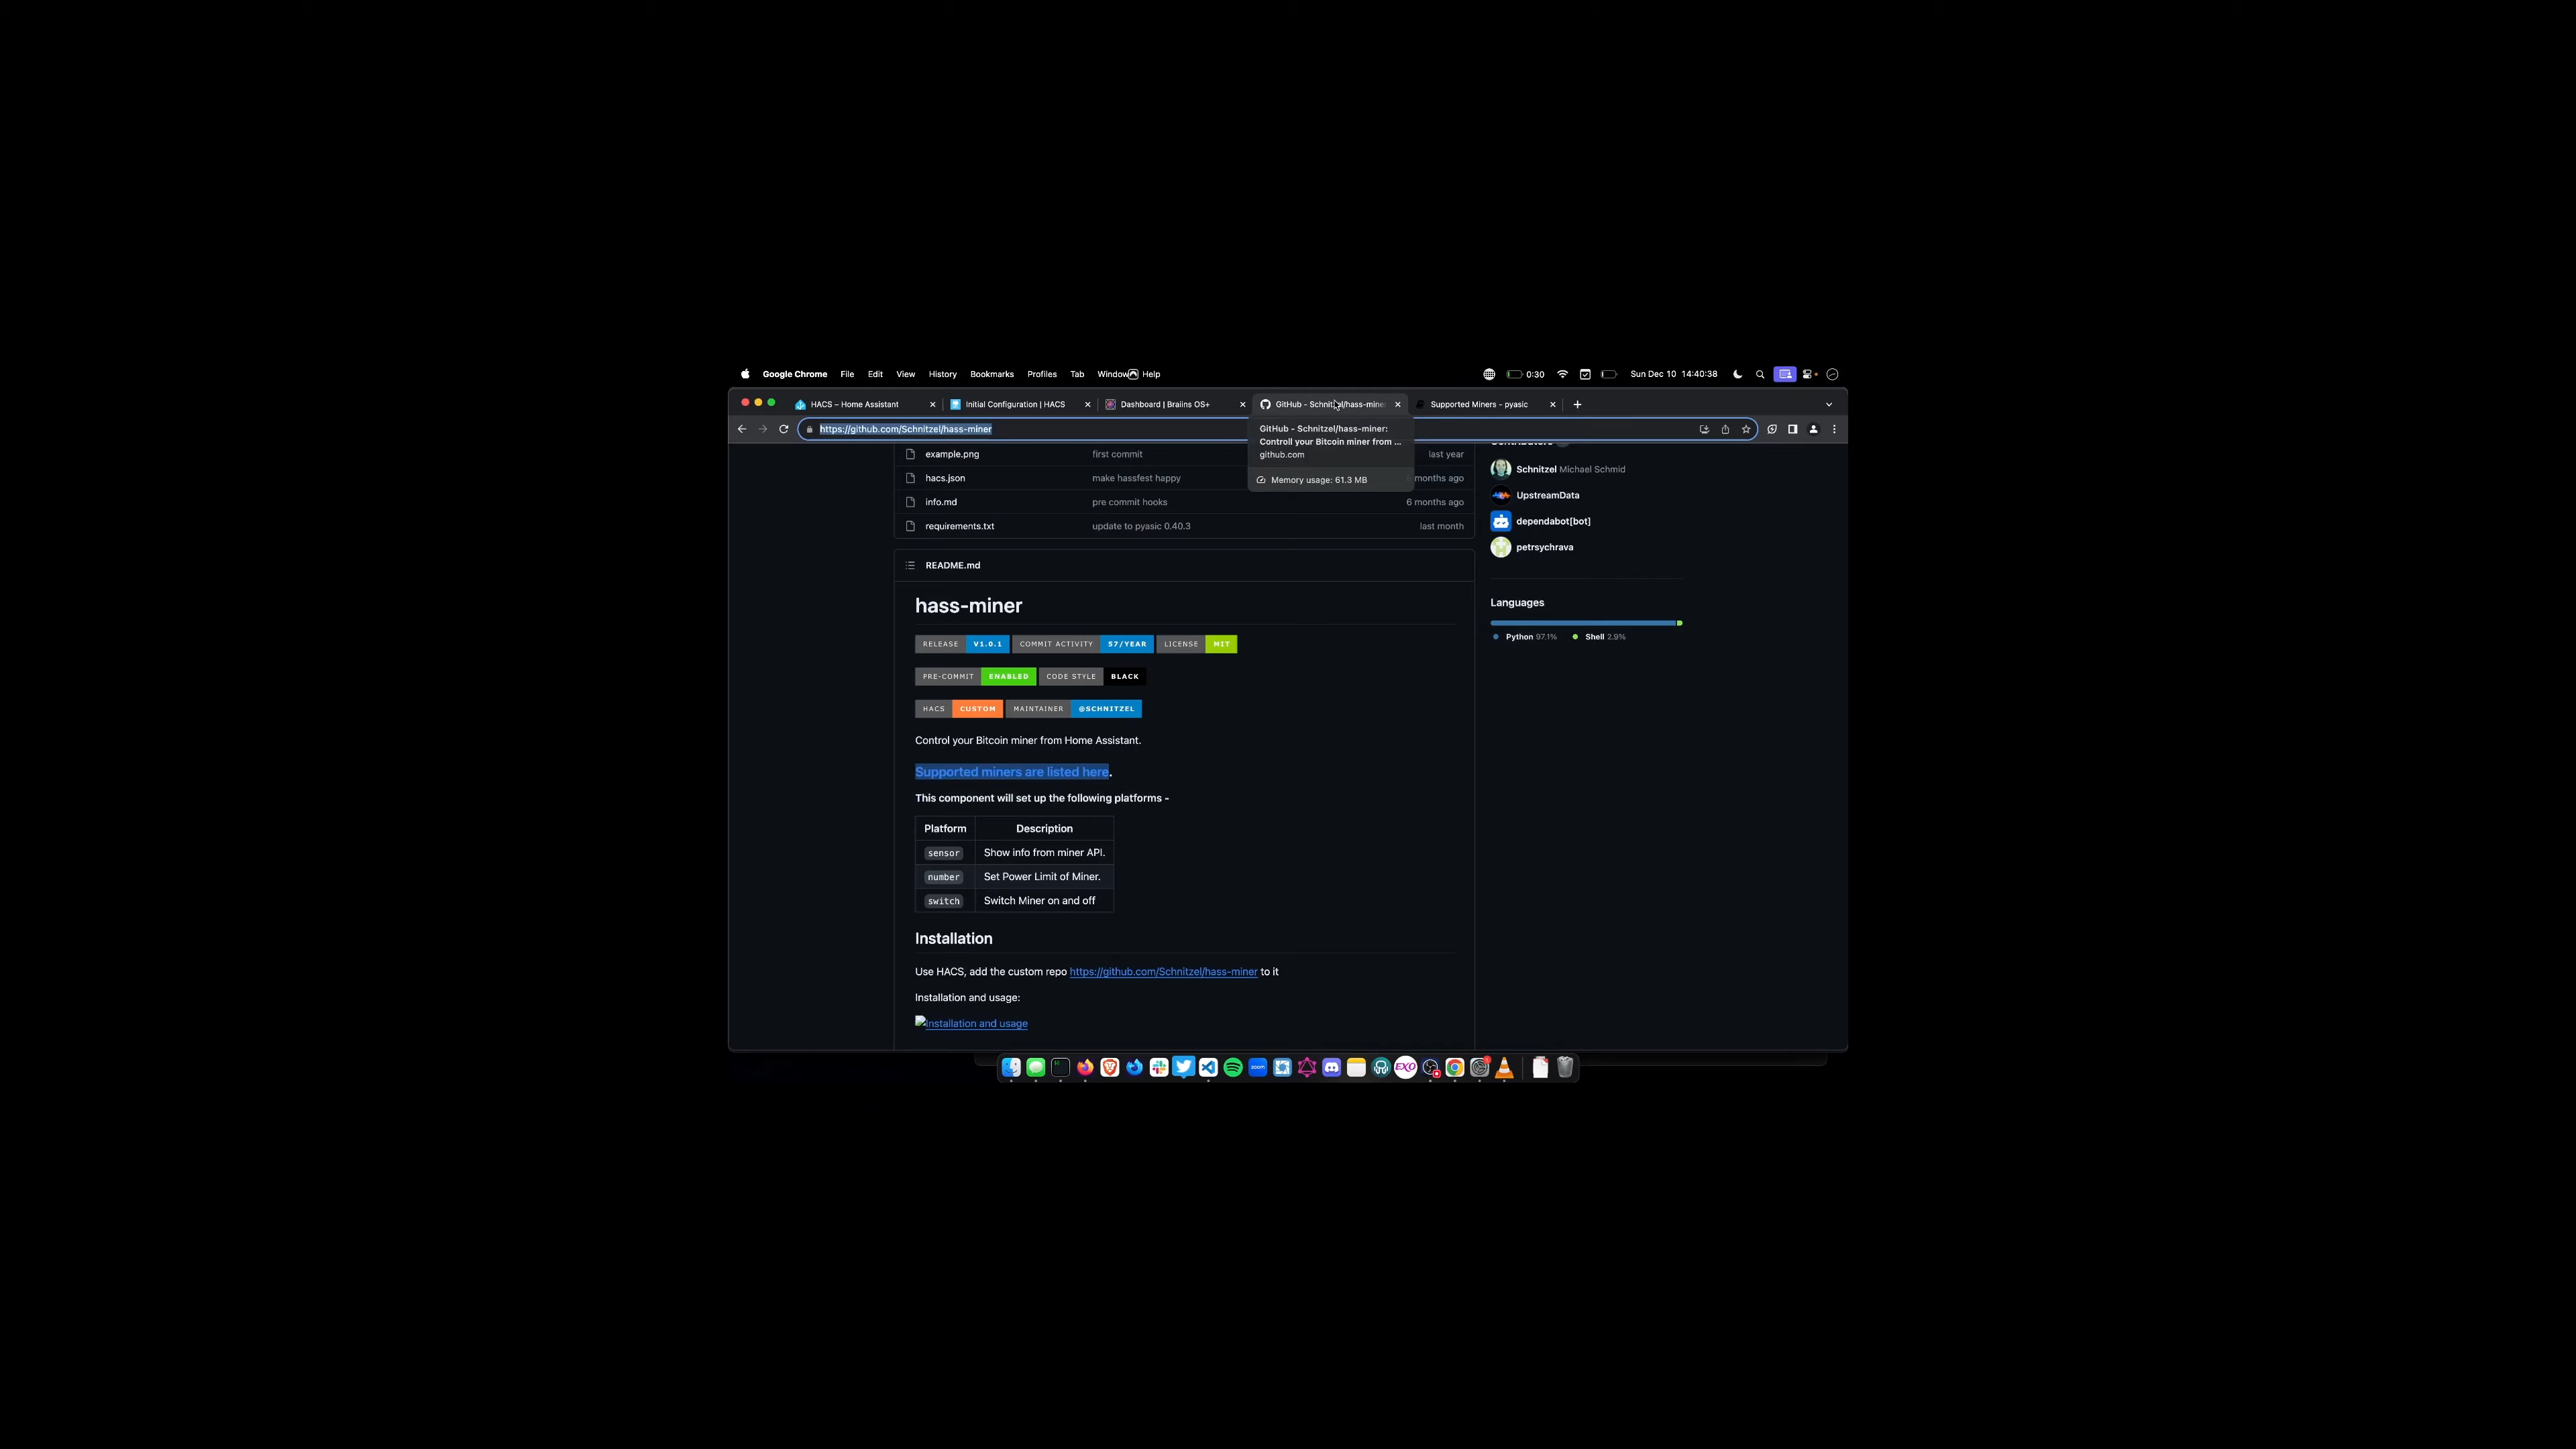 Google Chrome File Edit View History Bookmarks Profiles Tab Window Help 0:30 Sun Dec 10 14:40:38
HACS – Home Assistant Initial Configuration | HACS Dashboard | Braiins OS+ GitHub - Schnitzel/hass-miner Supported Miners - pyasic
https://github.com/Schnitzel/hass-miner
GitHub - Schnitzel/hass-miner:
Controll your Bitcoin miner from ...
github.com
Memory usage: 61.3 MB
example.png first commit last year
hacs.json make hassfest happy months ago
info.md pre commit hooks 6 months ago
requirements.txt update to pyasic 0.40.3 last month
README.md
hass-miner
RELEASE V1.0.1 COMMIT ACTIVITY 57/YEAR LICENSE MIT
PRE-COMMIT ENABLED CODE STYLE BLACK
HACS CUSTOM MAINTAINER @SCHNITZEL
Control your Bitcoin miner from Home Assistant.
Supported miners are listed here.
This component will set up the following platforms -
Platform Description
sensor Show info from miner API.
number Set Power Limit of Miner.
switch Switch Miner on and off
Installation
Use HACS, add the custom repo https://github.com/Schnitzel/hass-miner to it
Installation and usage:
Installation and usage
Contributors
Schnitzel Michael Schmid
UpstreamData
dependabot[bot]
petrsychrava
Languages
Python 97.1% Shell 2.9%
zoom
EXO